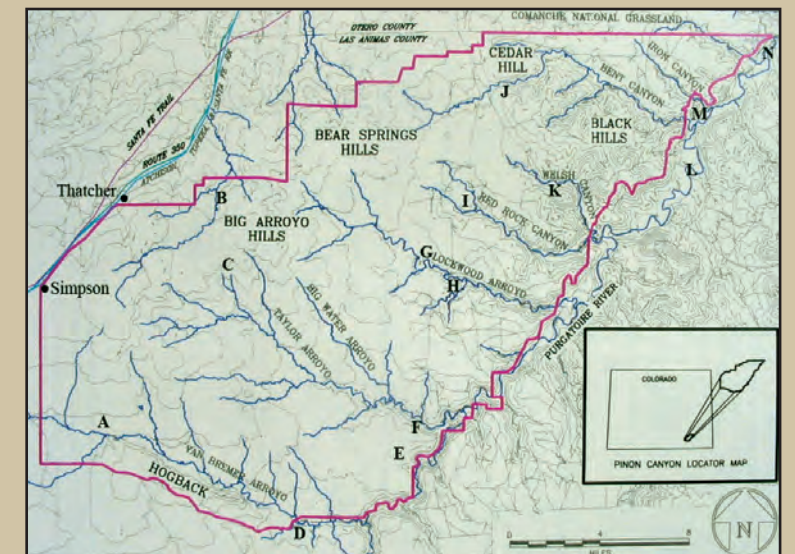 COMANCHE NATIONAL GRASSLAND
OTERO COUNTY
LAS ANIMAS COUNTY
N
CEDAR
HILL
IRON CANYON
BENT CANYON
SANTA FE TRAIL
J
M
BLACK
HILLS
ROUTE 350
BEAR SPRINGS
HILLS
L
Thatcher
B
WELSH
CANYON
K
I
RED ROCK CANYON
BIG ARROYO
HILLS
G
LOCKWOOD ARROYO
C
H
Simpson
BIG WATER ARROYO
TAYLOR ARROYO
PURGATOIRE RIVER
COLORADO
A
F
E
VAN BREMER ARROYO
HOGBACK
PINON CANYON LOCATOR MAP
D
0 4 8
MILES
N